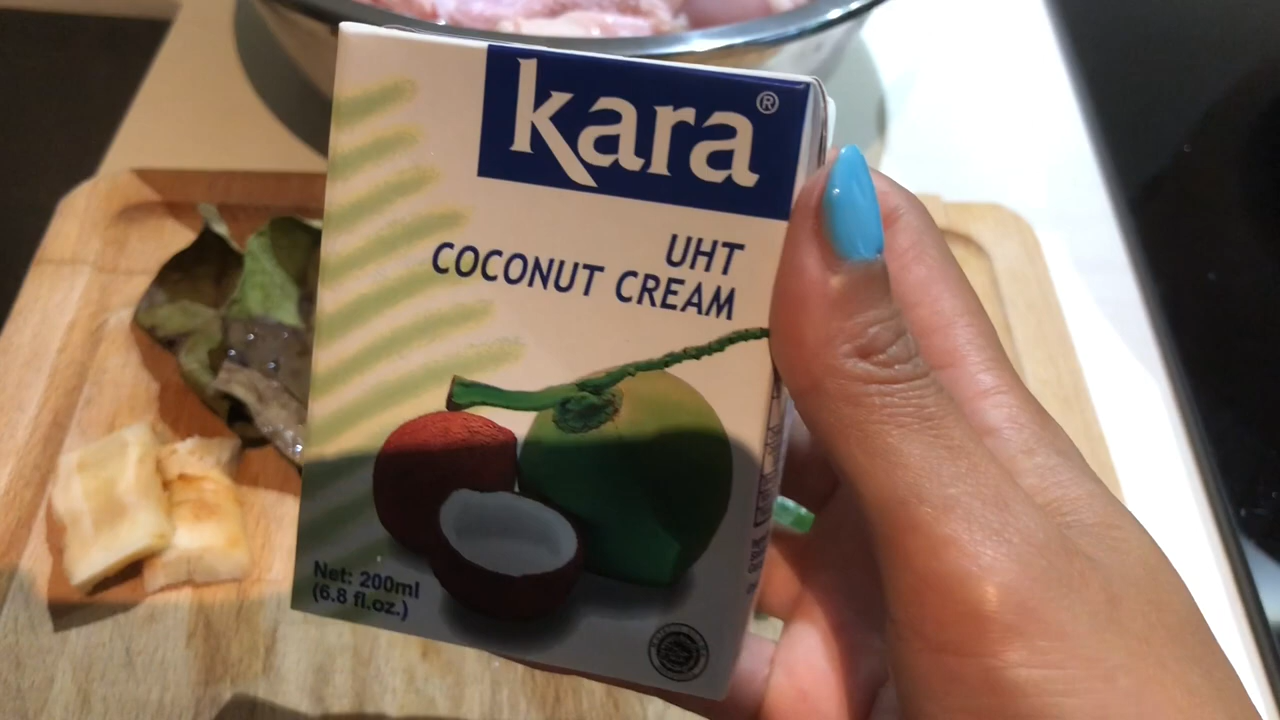 kara®
UHT
COCONUT CREAM
Net: 200ml
(6.8 fl.oz.)